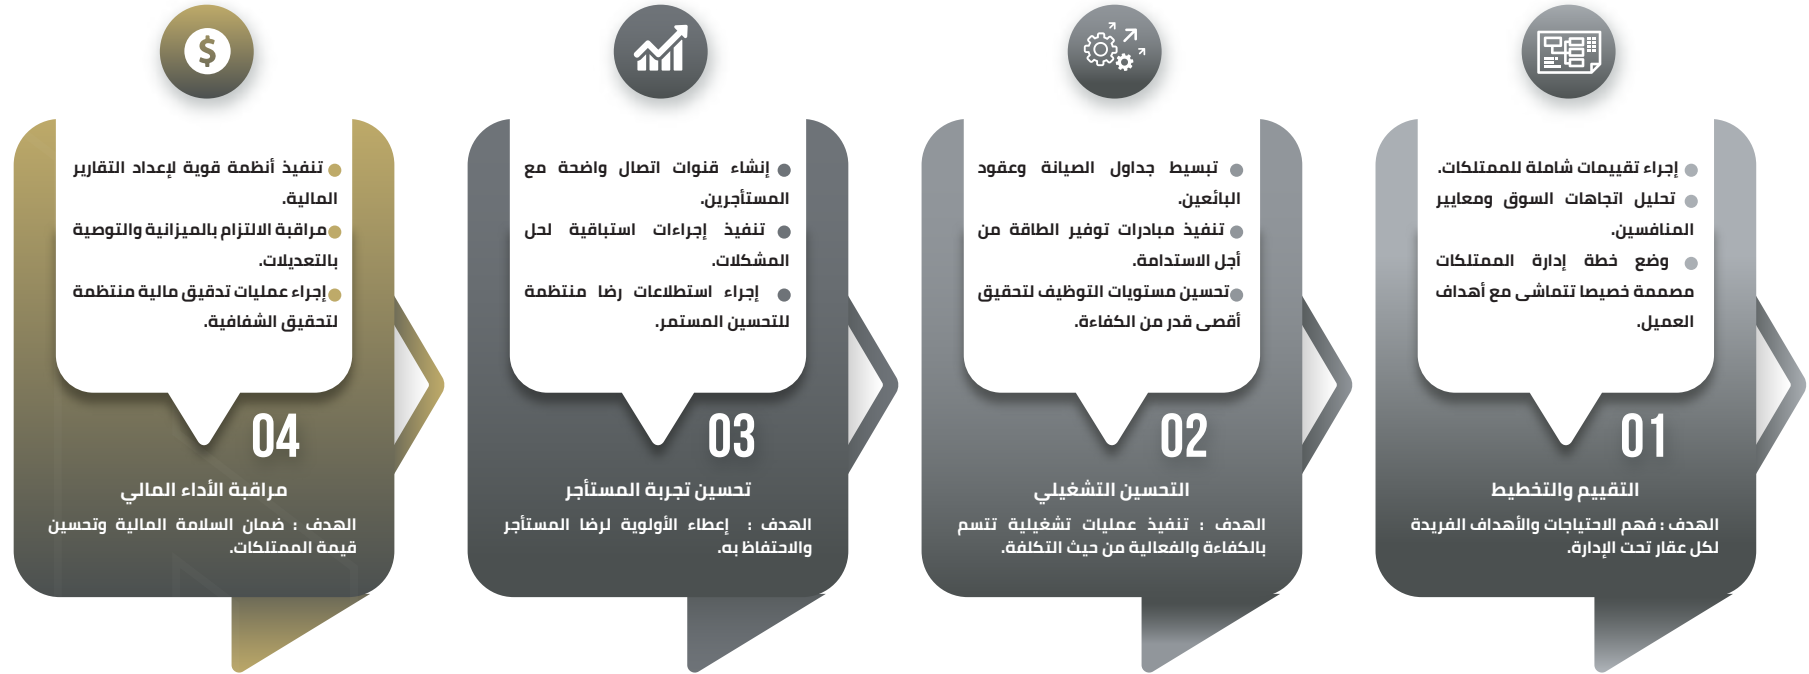 إجراء تقييمات شاملة للممتلكات.
تحليل اتجاهات السوق ومعايير
المنافسين.
وضع خطة إدارة الممتلكات
مصممة خصيصا تتماشى مع أهداف
العميل.
01
التقييم والتخطيط
الهدف : فهم الاحتياجات والأهداف الفريدة
لكل عقار تحت الإدارة.
تبسيط جداول الصيانة وعقود
البائعين.
تنفيذ مبادرات توفير الطاقة من
أجل الاستدامة.
تحسين مستويات التوظيف لتحقيق
أقصى قدر من الكفاءة.
02
التحسين التشغيلي
الهدف : تنفيذ عمليات تشغيلية تتسم
بالكفاءة والفعالية من حيث التكلفة.
إنشاء قنوات اتصال واضحة مع
المستأجرين.
تنفيذ إجراءات استباقية لحل
المشكلات.
إجراء استطلاعات رضا منتظمة
للتحسين المستمر.
03
تحسين تجربة المستأجر
الهدف : إعطاء الأولوية لرضا المستأجر
والاحتفاظ به.
تنفيذ أنظمة قوية لإعداد التقارير
المالية.
مراقبة الالتزام بالميزانية والتوصية
بالتعديلات.
إجراء عمليات تدقيق مالية منتظمة
لتحقيق الشفافية.
04
مراقبة الأداء المالي
الهدف : ضمان السلامة المالية وتحسين
قيمة الممتلكات.